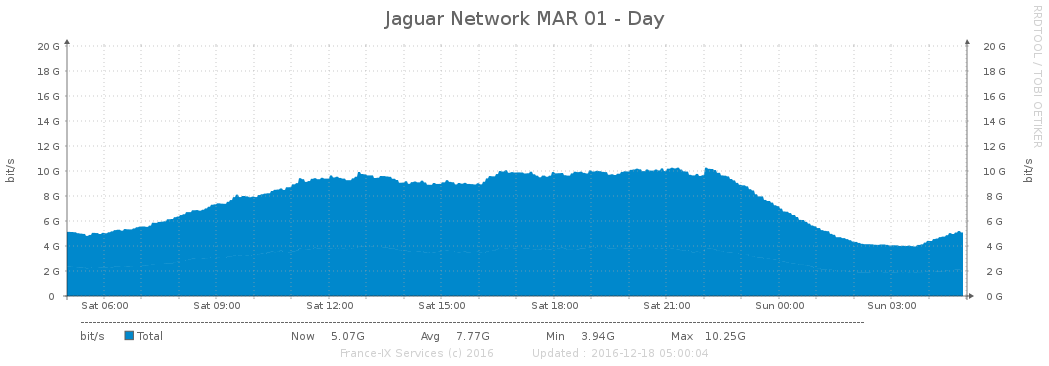 Jaguar Network MAR 01 - Day
RRDTOOL / TOBI OETIKER
bit/s
20 G 20 G
18 G 18 G
16 G 16 G
14 G 14 G
12 G 12 G
10 G 10 G
8 G 8 G
6 G 6 G
4 G 4 G
2 G 2 G
0 0 G
bit/s
Sat 06:00 Sat 09:00 Sat 12:00 Sat 15:00 Sat 18:00 Sat 21:00 Sun 00:00 Sun 03:00
bit/s Total Now 5.07G Avg 7.77G Min 3.94G Max 10.25G
France-IX Services (c) 2016 Updated : 2016-12-18 05:00:04